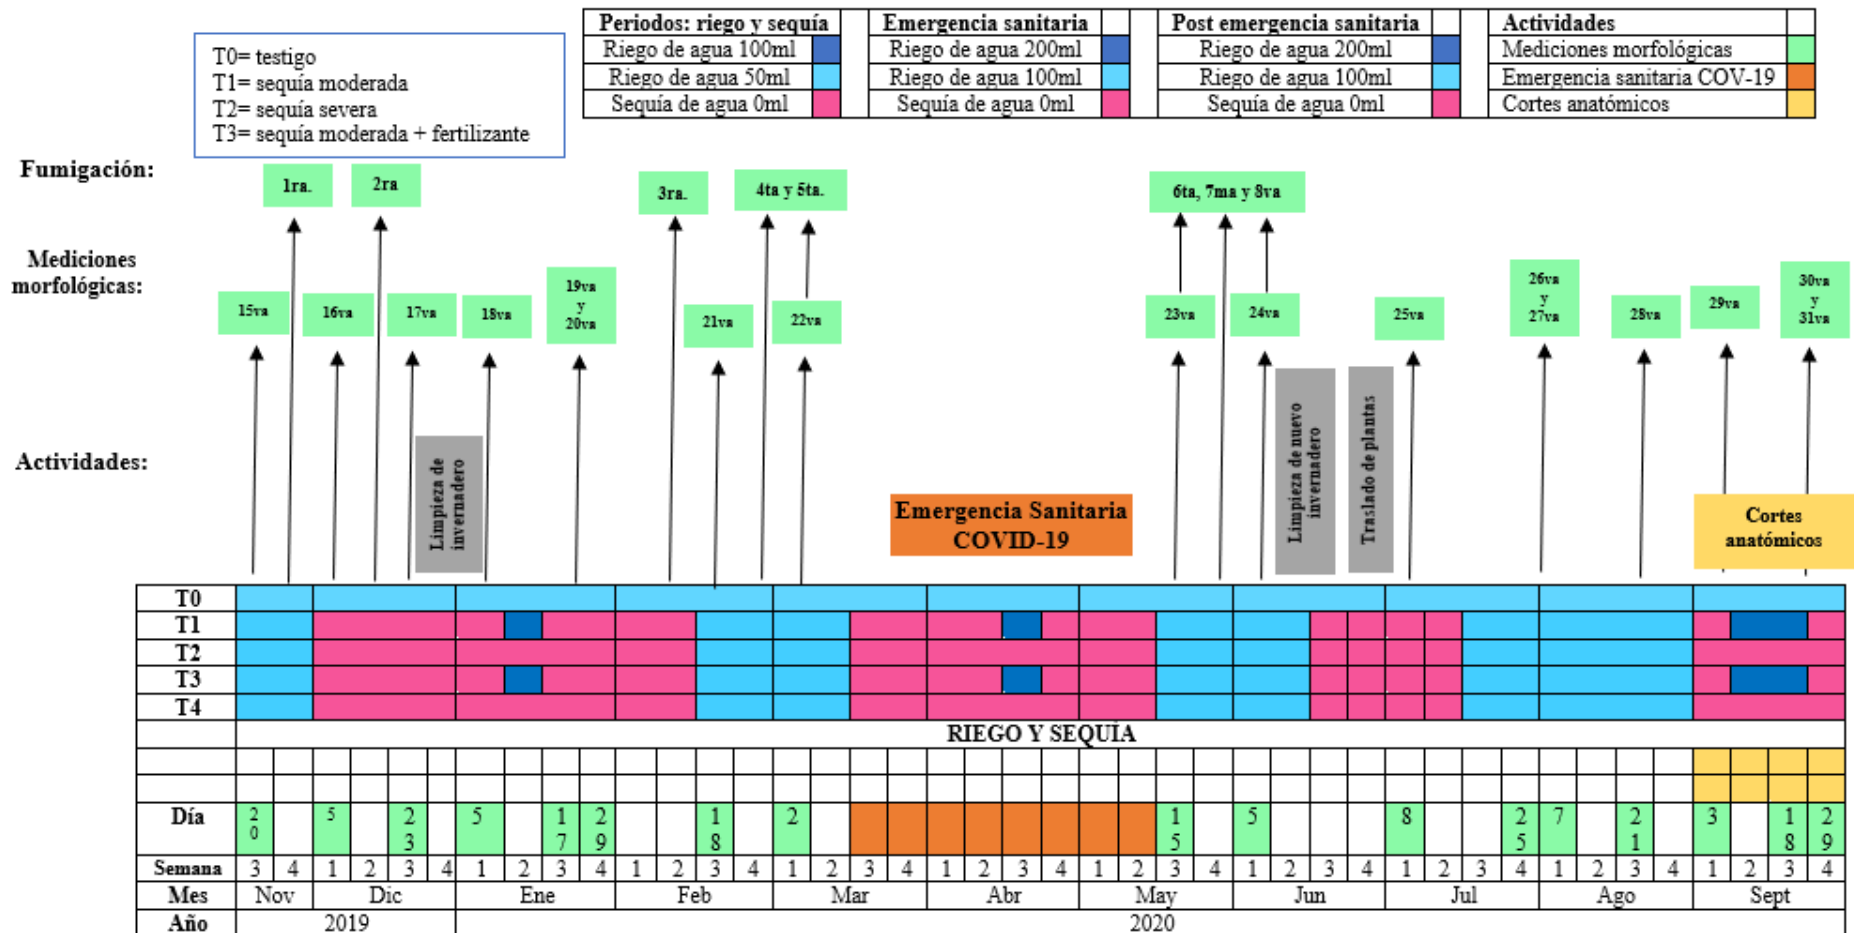 Periodos: riego y sequía Emergencia sanitaria Post emergencia sanitaria Actividades
Riego de agua 100ml Riego de agua 200ml Riego de agua 200ml Mediciones morfológicas
Riego de agua 50ml Riego de agua 100ml Riego de agua 100ml Emergencia sanitaria COV-19
Sequía de agua 0ml Sequía de agua 0ml Sequía de agua 0ml Cortes anatómicos
T0= testigo
T1= sequía moderada
T2= sequía severa
T3= sequía moderada + fertilizante
Fumigación:
1ra. 2ra 3ra. 4ta y 5ta. 6ta, 7ma y 8va
Mediciones
morfológicas:
15va 16va 17va 18va
19va
y
20va
21va 22va 23va 24va 25va
26va
y
27va
28va 29va
30va
y
31va
Actividades:
Limpieza de
invernadero
Emergencia Sanitaria
COVID-19
Limpieza de nuevo
invernadero
Traslado de plantas
Cortes
anatómicos
T0
T1
T2
T3
T4
RIEGO Y SEQUÍA
Día 20 5 23 5 17 29 18 2 15 5 8 25 7 21 3 18 29
Semana 3 4 1 2 3 4 1 2 3 4 1 2 3 4 1 2 3 4 1 2 3 4 1 2 3 4 1 2 3 4 1 2 3 4 1 2 3 4 1 2 3 4
Mes Nov Dic Ene Feb Mar Abr May Jun Jul Ago Sept
Año 2019 2020